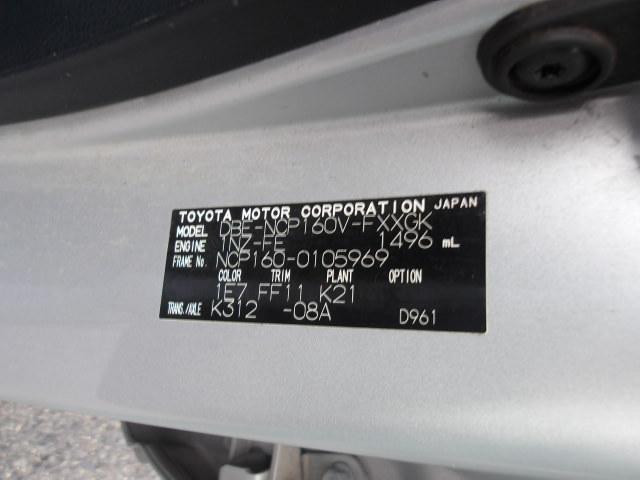 TOYOTA MOTOR CORPORATION JAPAN
MODEL DBE-NCP160V-FXXGK
ENGINE 1NZ-FE 1496 mL
FRAME No. NCP160-0105969
COLOR TRIM PLANT OPTION
1E7 FF11 K21
TRANS./AXLE K312 -08A D961